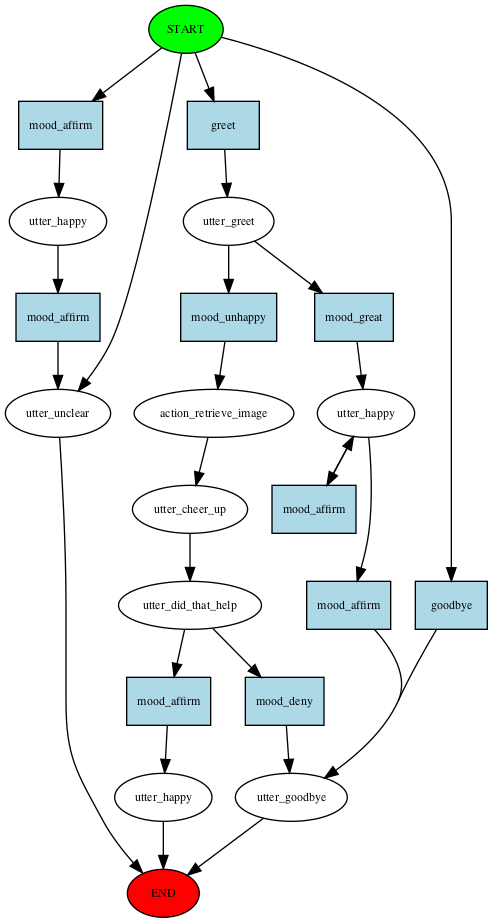 START
mood_affirm
greet
utter_happy
utter_greet
mood_affirm
mood_unhappy
mood_great
utter_unclear
action_retrieve_image
utter_happy
utter_cheer_up
mood_affirm
utter_did_that_help
mood_affirm
goodbye
mood_affirm
mood_deny
utter_happy
utter_goodbye
END